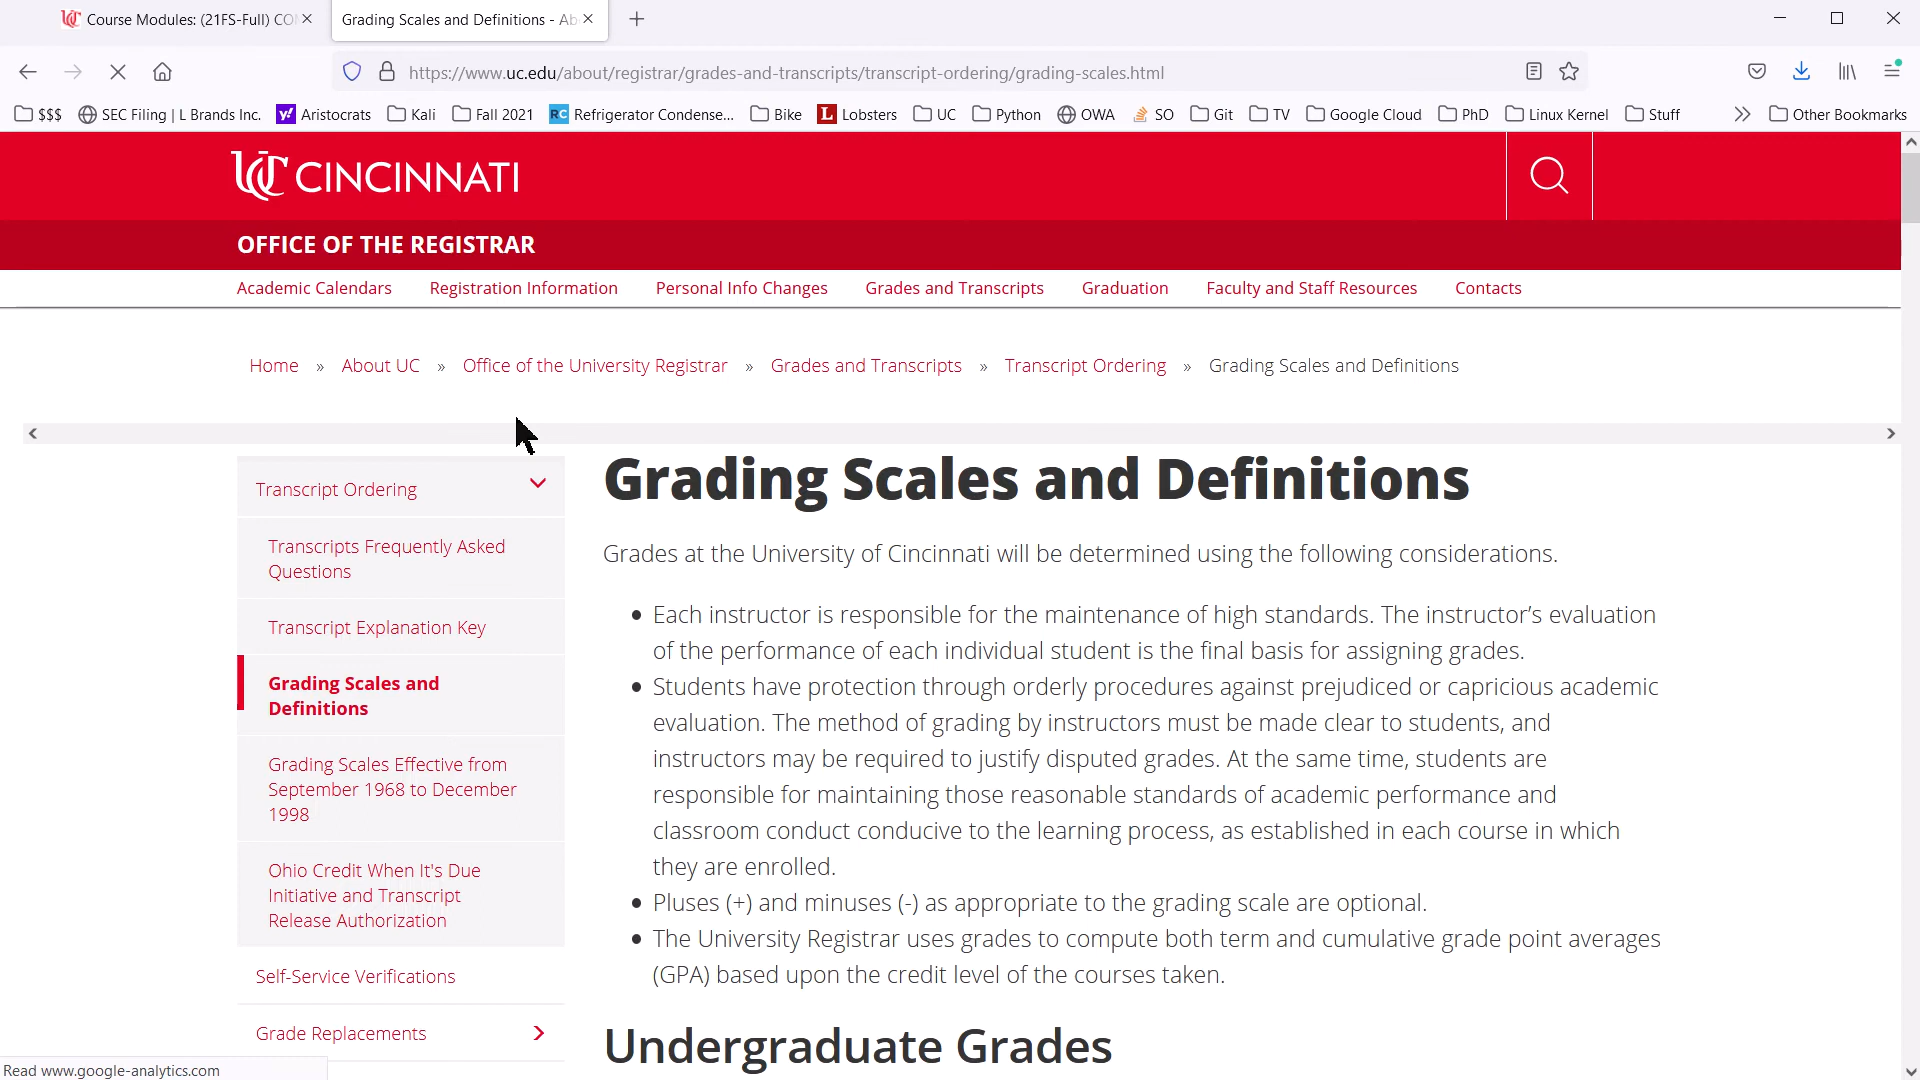 Course Modules: (21FS-Full) CO
Grading Scales and Definitions - Ab
https://www.uc.edu/about/registrar/grades-and-transcripts/transcript-ordering/grading-scales.html
$$$ SEC Filing | L Brands Inc. Aristocrats Kali Fall 2021 RC Refrigerator Condense... Bike L Lobsters UC Python OWA SO Git TV Google Cloud PhD Linux Kernel Stuff Other Bookmarks
UC CINCINNATI
OFFICE OF THE REGISTRAR
Academic Calendars Registration Information Personal Info Changes Grades and Transcripts Graduation Faculty and Staff Resources Contacts
Home » About UC » Office of the University Registrar » Grades and Transcripts » Transcript Ordering » Grading Scales and Definitions
Transcript Ordering
Transcripts Frequently Asked
Questions
Transcript Explanation Key
Grading Scales and
Definitions
Grading Scales Effective from
September 1968 to December
1998
Ohio Credit When It's Due
Initiative and Transcript
Release Authorization
Self-Service Verifications
Grade Replacements
Grading Scales and Definitions
Grades at the University of Cincinnati will be determined using the following considerations.
• Each instructor is responsible for the maintenance of high standards. The instructor’s evaluation
of the performance of each individual student is the final basis for assigning grades.
• Students have protection through orderly procedures against prejudiced or capricious academic
evaluation. The method of grading by instructors must be made clear to students, and
instructors may be required to justify disputed grades. At the same time, students are
responsible for maintaining those reasonable standards of academic performance and
classroom conduct conducive to the learning process, as established in each course in which
they are enrolled.
• Pluses (+) and minuses (-) as appropriate to the grading scale are optional.
• The University Registrar uses grades to compute both term and cumulative grade point averages
(GPA) based upon the credit level of the courses taken.
Undergraduate Grades
Read www.google-analytics.com